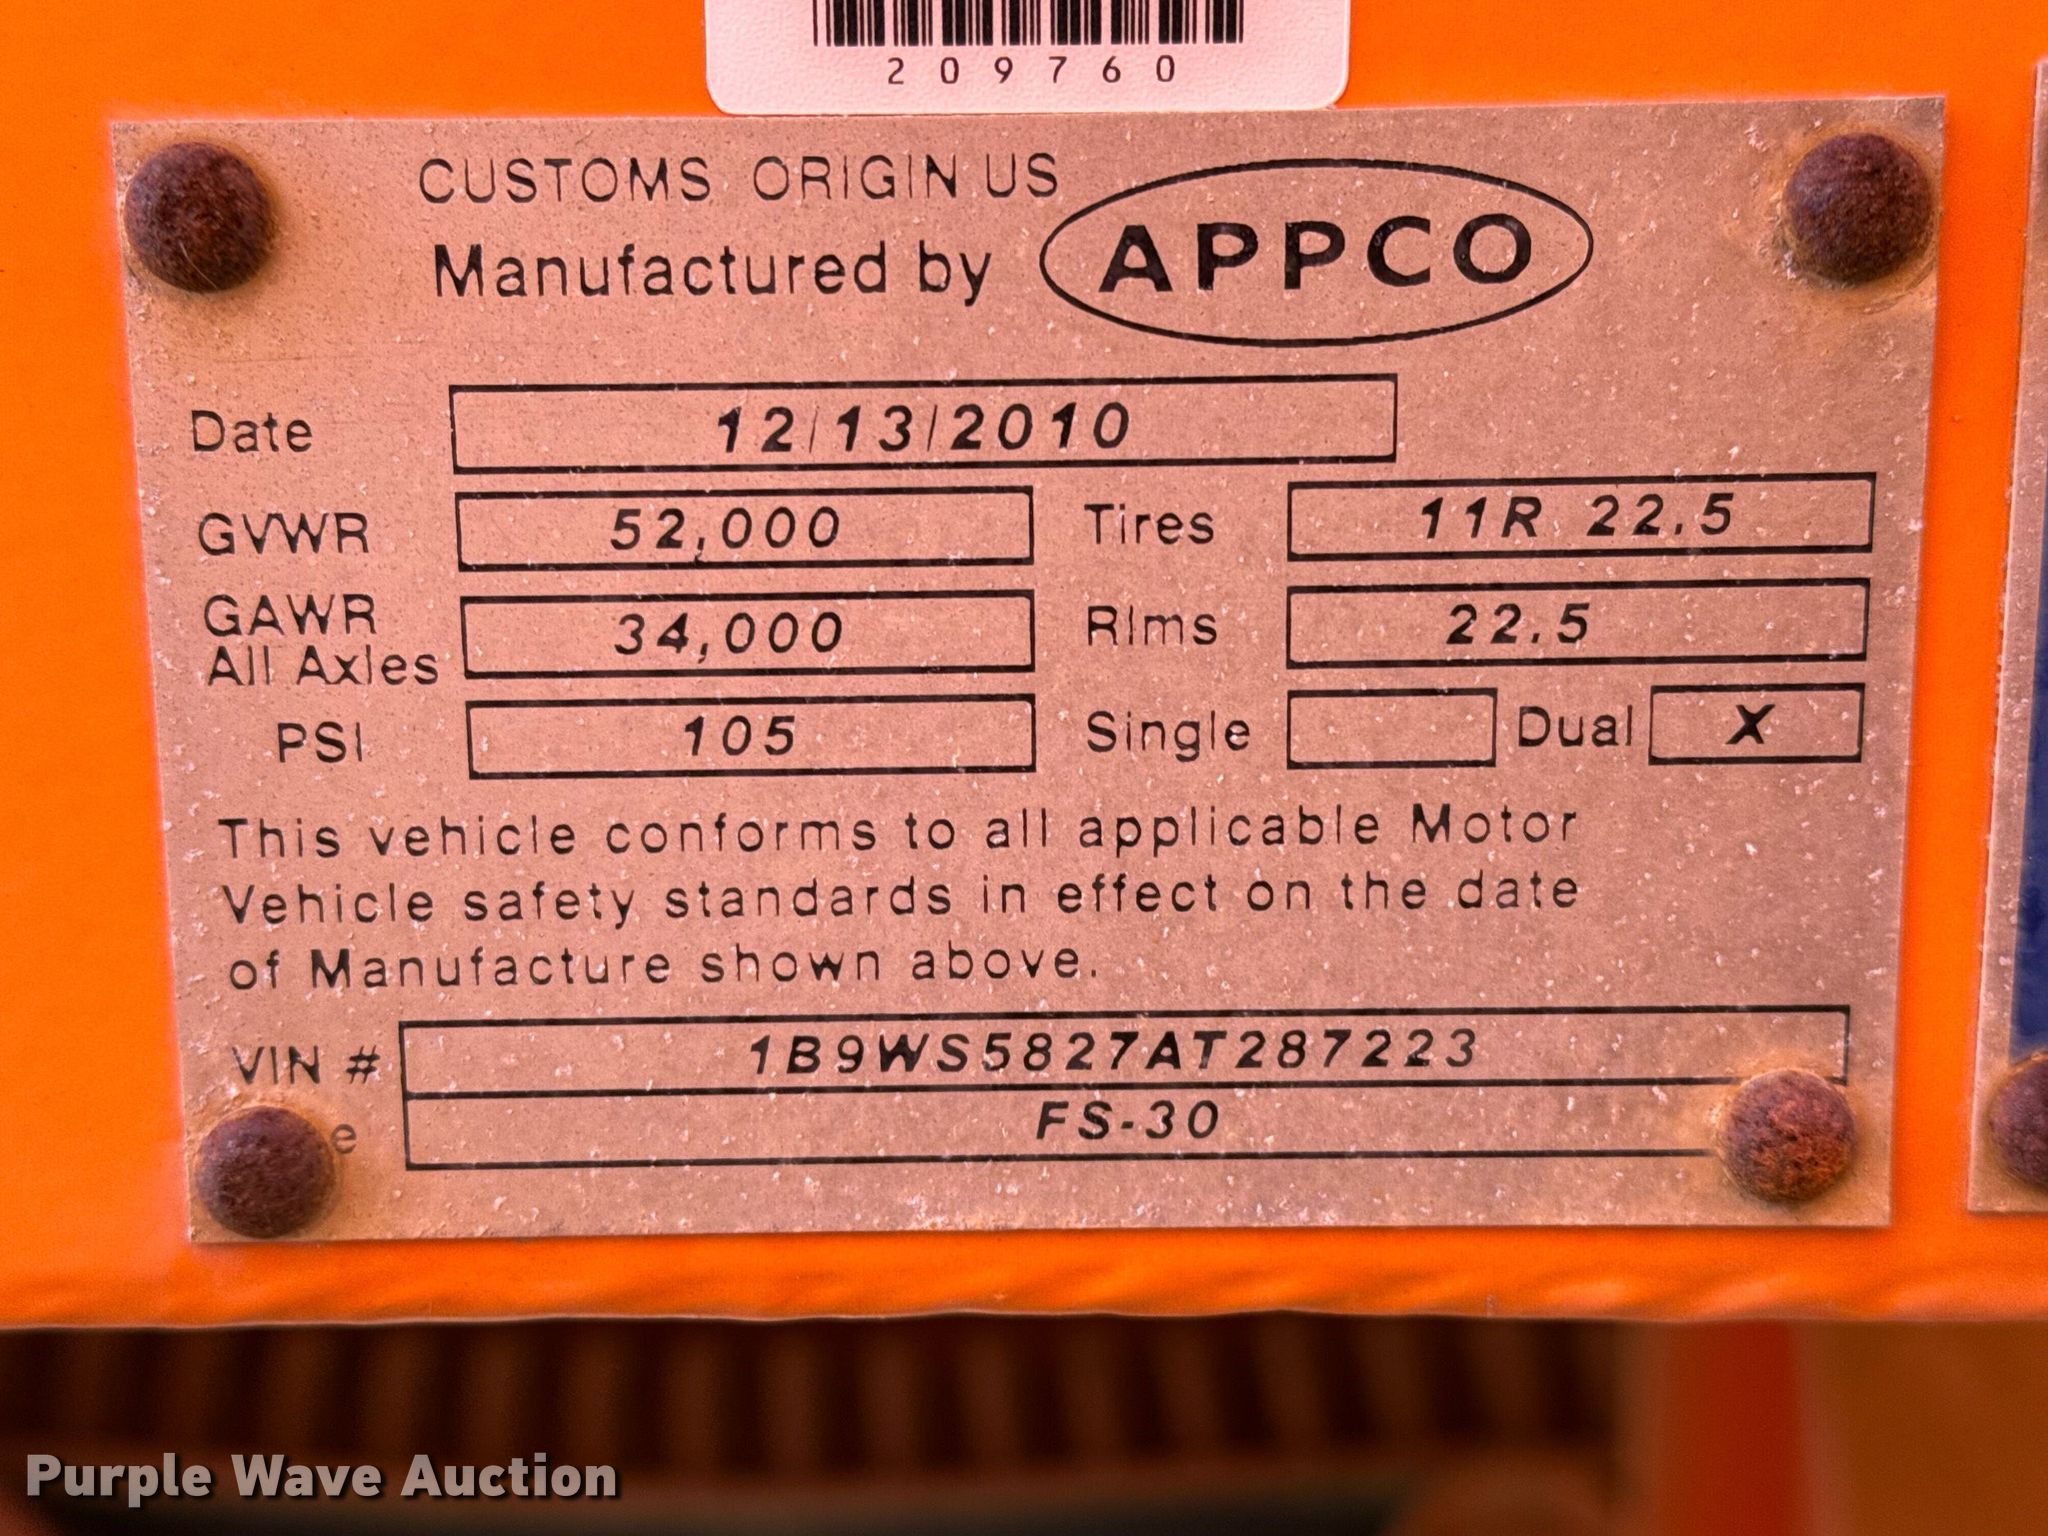 209760
CUSTOMS ORIGIN US
Manufactured by APPCO
Date 12/13/2010
GVWR 52,000 Tires 11R 22.5
GAWR All Axles 34,000 Rims 22.5
PSI 105 Single Dual X
This vehicle conforms to all applicable Motor
Vehicle safety standards in effect on the date
of Manufacture shown above.
VIN # 1B9WS5827AT287223
FS-30
Purple Wave Auction